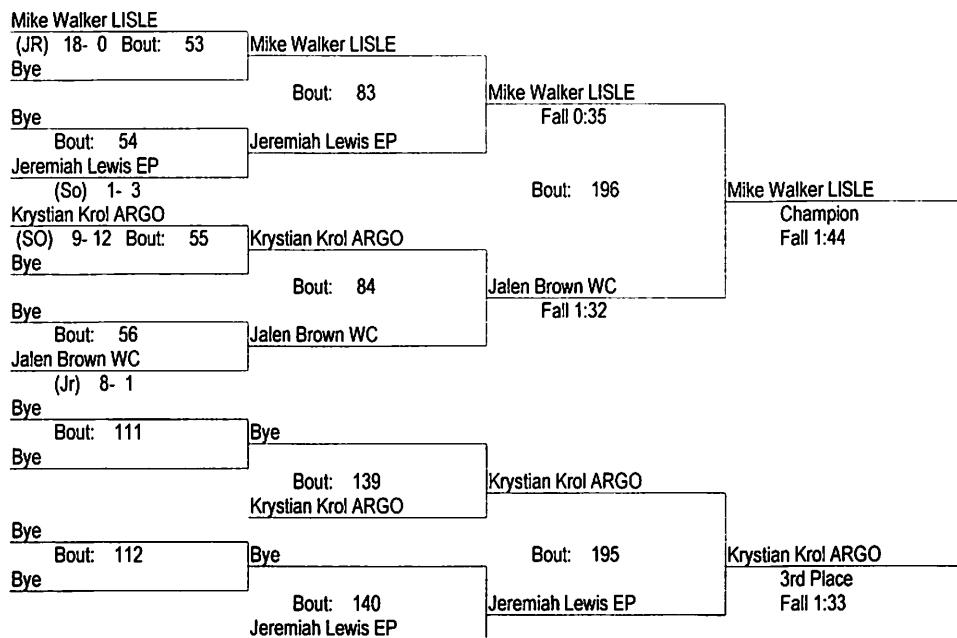 Mike Walker LISLE
(JR) 18- 0 Bout: 53
Mike Walker LISLE
Bye
Bout: 83
Mike Walker LISLE
Fall 0:35
Bye
Bout: 54
Jeremiah Lewis EP
Jeremiah Lewis EP
(So) 1- 3
Bout: 196
Mike Walker LISLE
Champion
Fall 1:44
Krystian Krol ARGO
(SO) 9- 12 Bout: 55
Krystian Krol ARGO
Bye
Bout: 84
Jalen Brown WC
Fall 1:32
Bye
Bout: 56
Jalen Brown WC
Jalen Brown WC
(Jr) 8- 1
Bye
Bout: 111
Bye
Bye
Bout: 139
Krystian Krol ARGO
Krystian Krol ARGO
Bye
Bout: 112
Bye
Bye
Bout: 195
Krystian Krol ARGO
3rd Place
Fall 1:33
Bout: 140
Jeremiah Lewis EP
Jeremiah Lewis EP